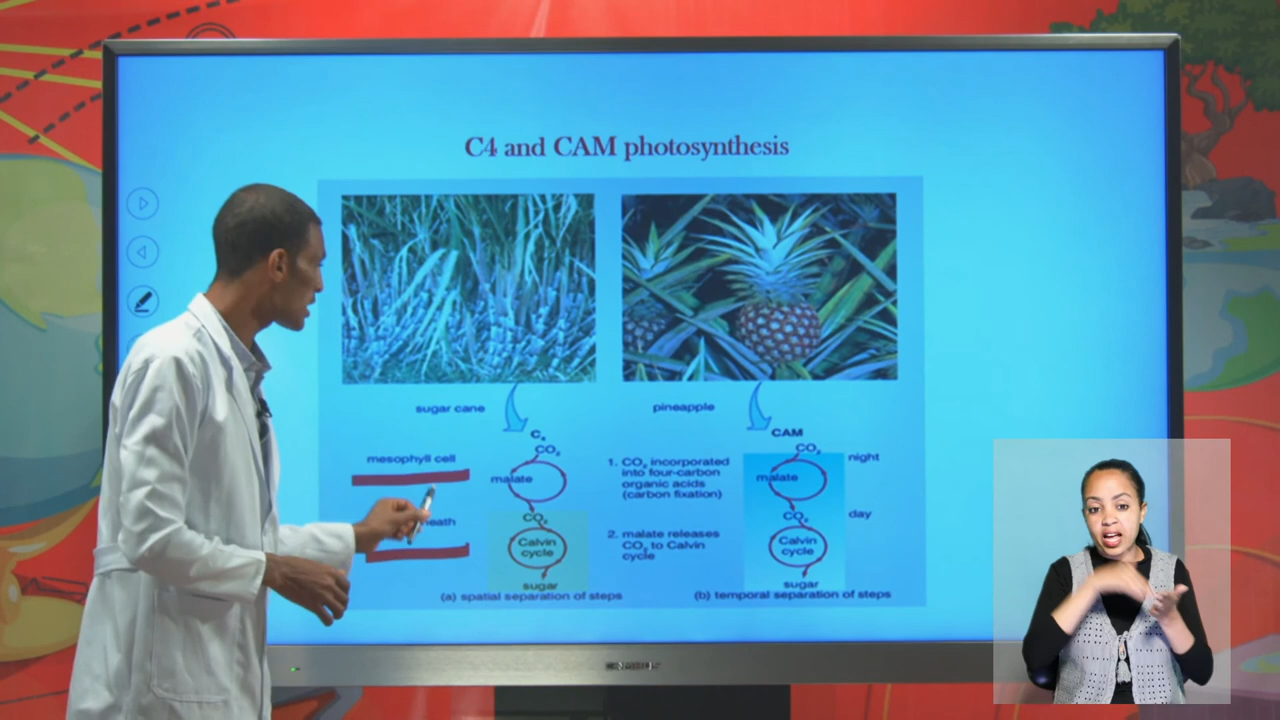 C4 and CAM photosynthesis
sugar cane
pineapple
C₄
CO₂
mesophyll cell
malate
CO₂
Calvin
cycle
sugar
(a) spatial separation of steps
1. CO₂ incorporated
into four-carbon
organic acids
(carbon fixation)
2. malate releases
CO₂ to Calvin
cycle
CAM
CO₂
night
malate
CO₂
day
Calvin
cycle
sugar
(b) temporal separation of steps